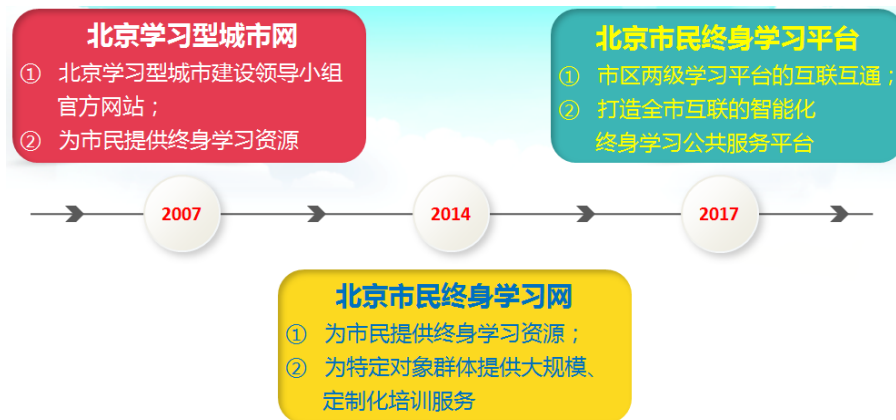 北京学习型城市网
① 北京学习型城市建设领导小组
官方网站；
② 为市民提供终身学习资源
北京市民终身学习平台
① 市区两级学习平台的互联互通；
② 打造全市互联的智能化
终身学习公共服务平台
2007
2014
2017
北京市民终身学习网
① 为市民提供终身学习资源；
② 为特定对象群体提供大规模、
定制化培训服务